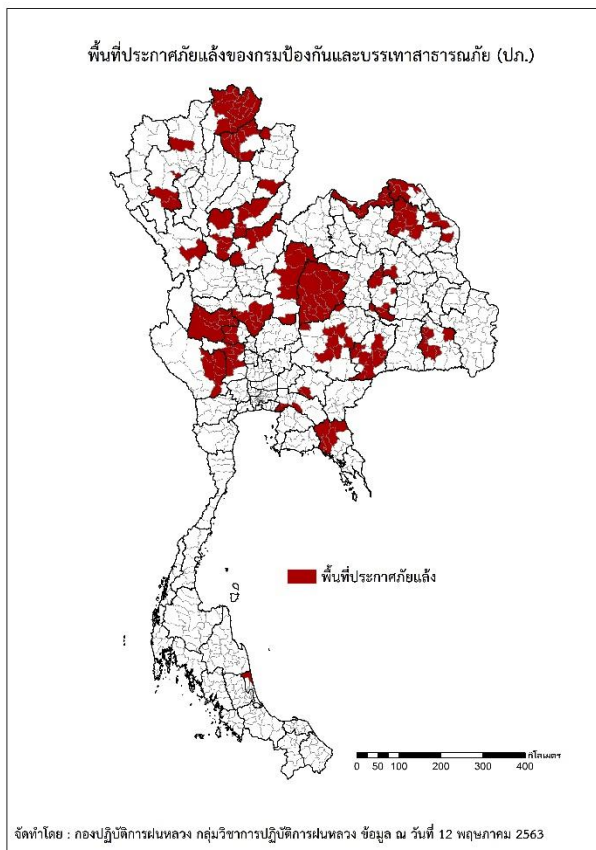 พื้นที่ประกาศภัยแล้งของกรมป้องกันและบรรเทาสาธารณภัย (ปภ.)
พื้นที่ประกาศภัยแล้ง
กิโลเมตร
0 50 100 200 300 400
จัดทำโดย : กองปฏิบัติการฝนหลวง กลุ่มวิชาการปฏิบัติการฝนหลวง ข้อมูล ณ วันที่ 12 พฤษภาคม 2563